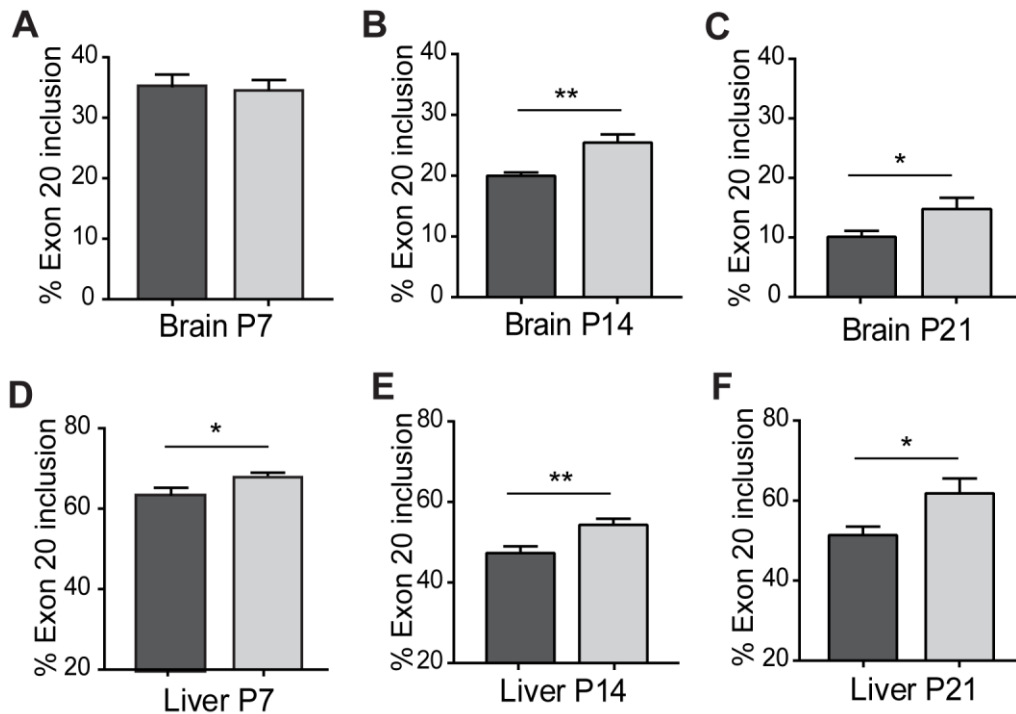 A
% Exon 20 inclusion
40
30
20
10
0
Brain P7
B
% Exon 20 inclusion
40
30
20
10
0
**
Brain P14
C
% Exon 20 inclusion
40
30
20
10
0
*
Brain P21
D
% Exon 20 inclusion
80
60
40
20
*
Liver P7
E
% Exon 20 inclusion
80
60
40
20
**
Liver P14
F
% Exon 20 inclusion
80
60
40
20
*
Liver P21